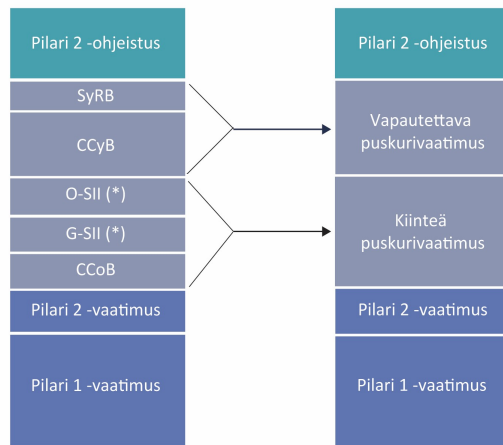 Pilari 2 -ohjeistus
SyRB
CCyB
O-SII (*)
G-SII (*)
CCoB
Pilari 2 -vaatimus
Pilari 1 -vaatimus
Pilari 2 -ohjeistus
Vapautettava
puskurivaatimus
Kiinteä
puskurivaatimus
Pilari 2 -vaatimus
Pilari 1 -vaatimus